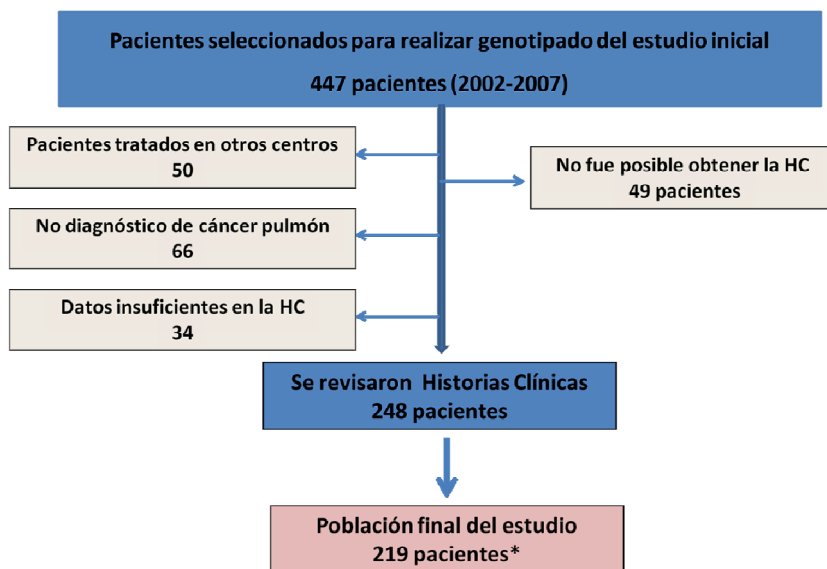 Pacientes seleccionados para realizar genotipado del estudio inicial
447 pacientes (2002-2007)
Pacientes tratados en otros centros
50
No fue posible obtener la HC
49 pacientes
No diagnóstico de cáncer pulmón
66
Datos insuficientes en la HC
34
Se revisaron Historias Clínicas
248 pacientes
Población final del estudio
219 pacientes*